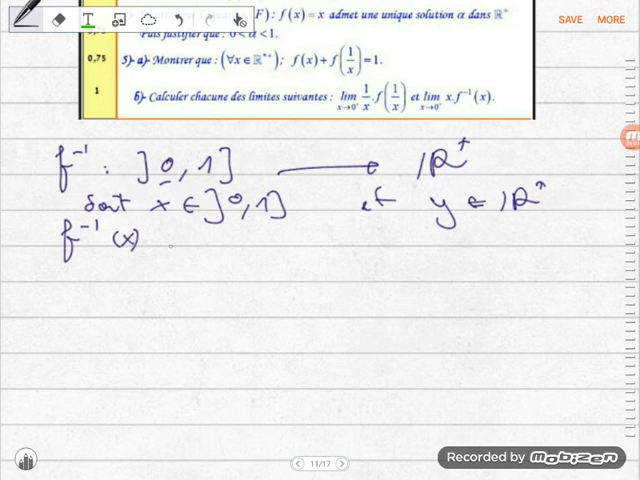 SAVE MORE
F) : f(x) = x admet une unique solution α dans ℝ⁺
Puis justifier que : 0 < α < 1.
0,75 5)- a)- Montrer que : (∀x ∈ ℝ*⁺) ; f(x) + f(1/x) = 1.
1 b)- Calculer chacune des limites suivantes : lim x→0⁺ 1/x . f(1/x) et lim x→0⁺ x.f⁻¹(x).
f⁻¹ : ]0, 1] ⟶ ℝ⁺
soit x ∈ ]0, 1] et y ∈ ℝ⁺
f⁻¹(x)
11/17
Recorded by mobizen